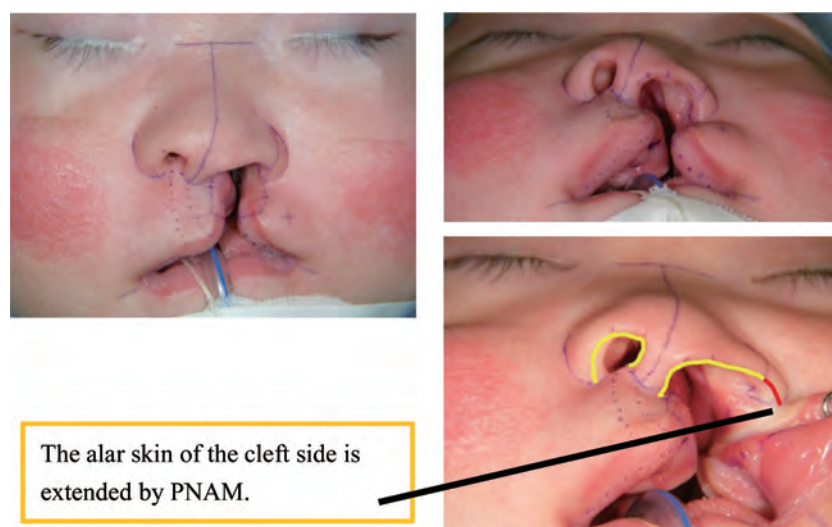 The alar skin of the cleft side is
extended by PNAM.